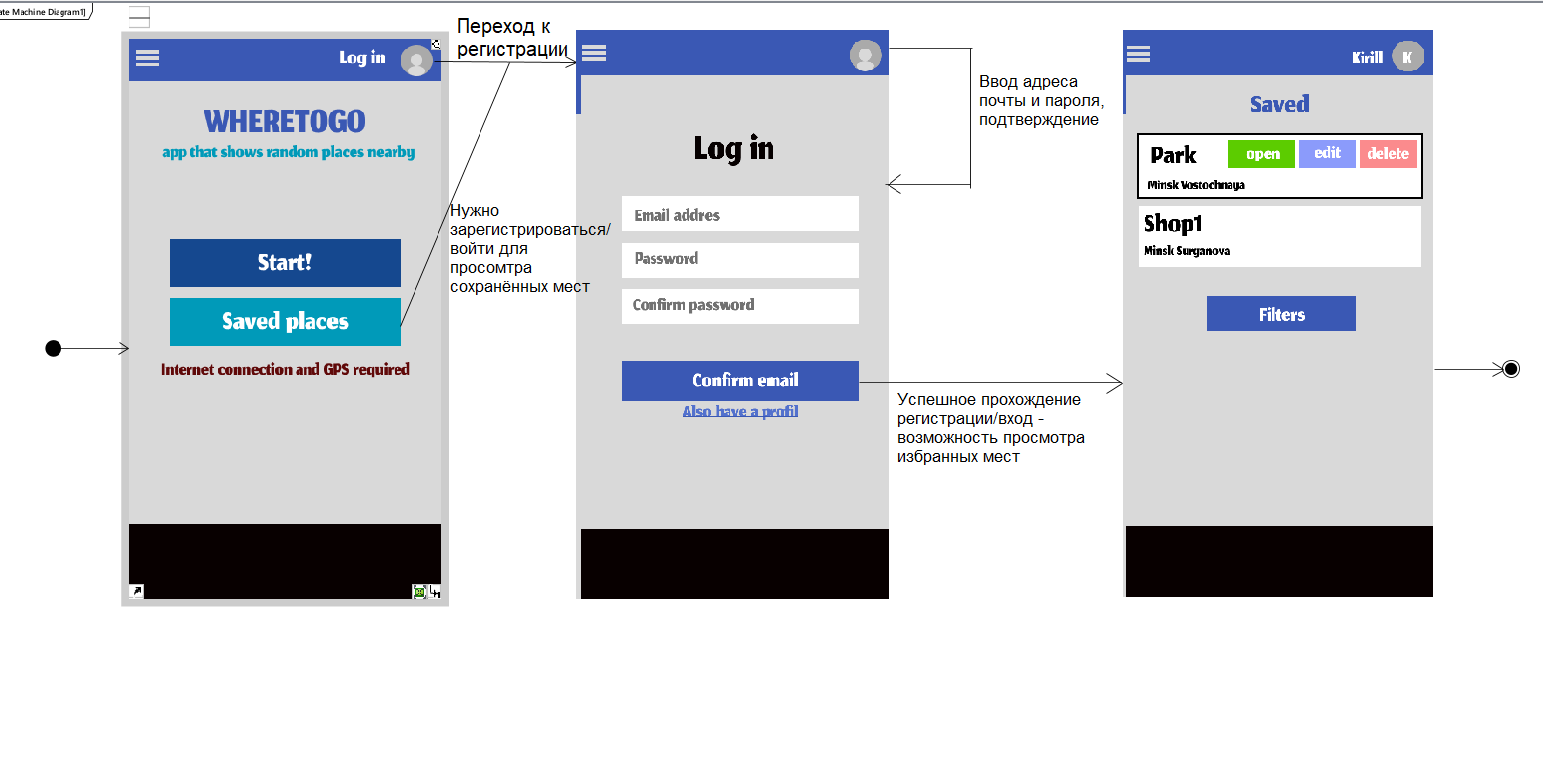 ate Machine Diagram1]
Log in
WHERETOGO
app that shows random places nearby
Start!
Saved places
Internet connection and GPS required
Переход к
регистрации
Нужно
зарегистрироваться/
войти для
просомтра
сохранённых мест
Log in
Email addres
Password
Confirm password
Confirm email
Also have a profil
Ввод адреса
почты и пароля,
подтверждение
Успешное прохождение
регистрации/вход -
возможность просмотра
избранных мест
Kirill K
Saved
Park open edit delete
Minsk Vostochnaya
Shop1
Minsk Surganova
Filters